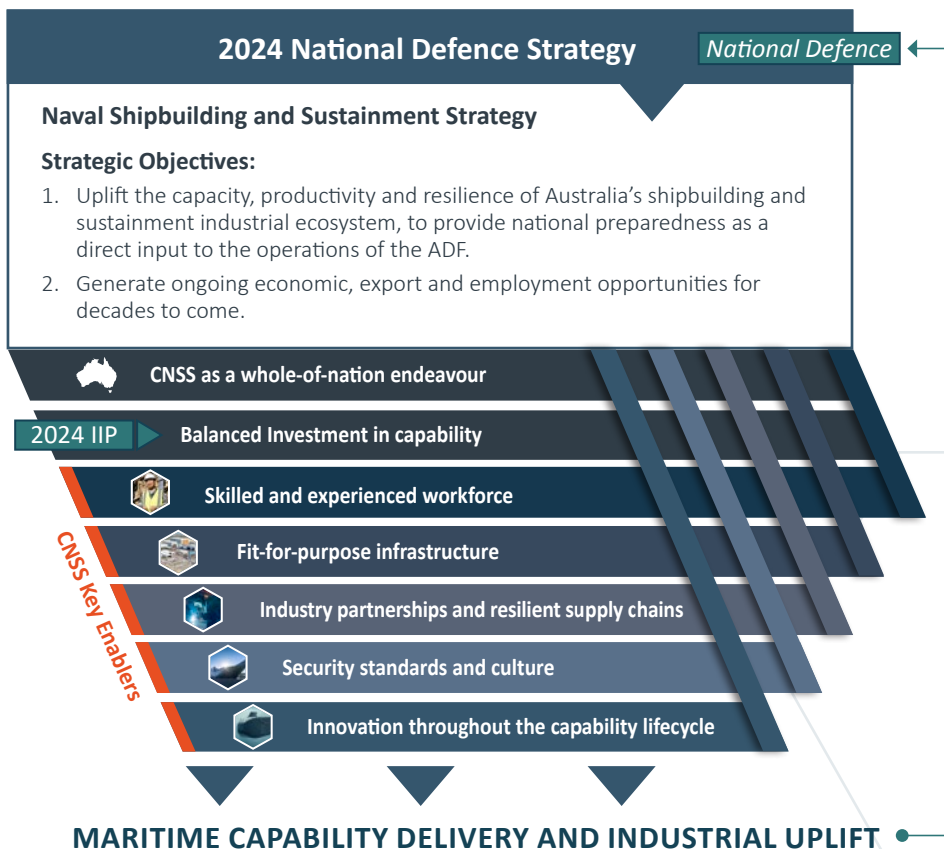 2024 National Defence Strategy
National Defence
Naval Shipbuilding and Sustainment Strategy
Strategic Objectives:
1. Uplift the capacity, productivity and resilience of Australia's shipbuilding and
sustainment industrial ecosystem, to provide national preparedness as a
direct input to the operations of the ADF.
2. Generate ongoing economic, export and employment opportunities for
decades to come.
CNSS as a whole-of-nation endeavour
2024 IIP
Balanced Investment in capability
CNSS Key Enablers
Skilled and experienced workforce
Fit-for-purpose infrastructure
Industry partnerships and resilient supply chains
Security standards and culture
Innovation throughout the capability lifecycle
MARITIME CAPABILITY DELIVERY AND INDUSTRIAL UPLIFT